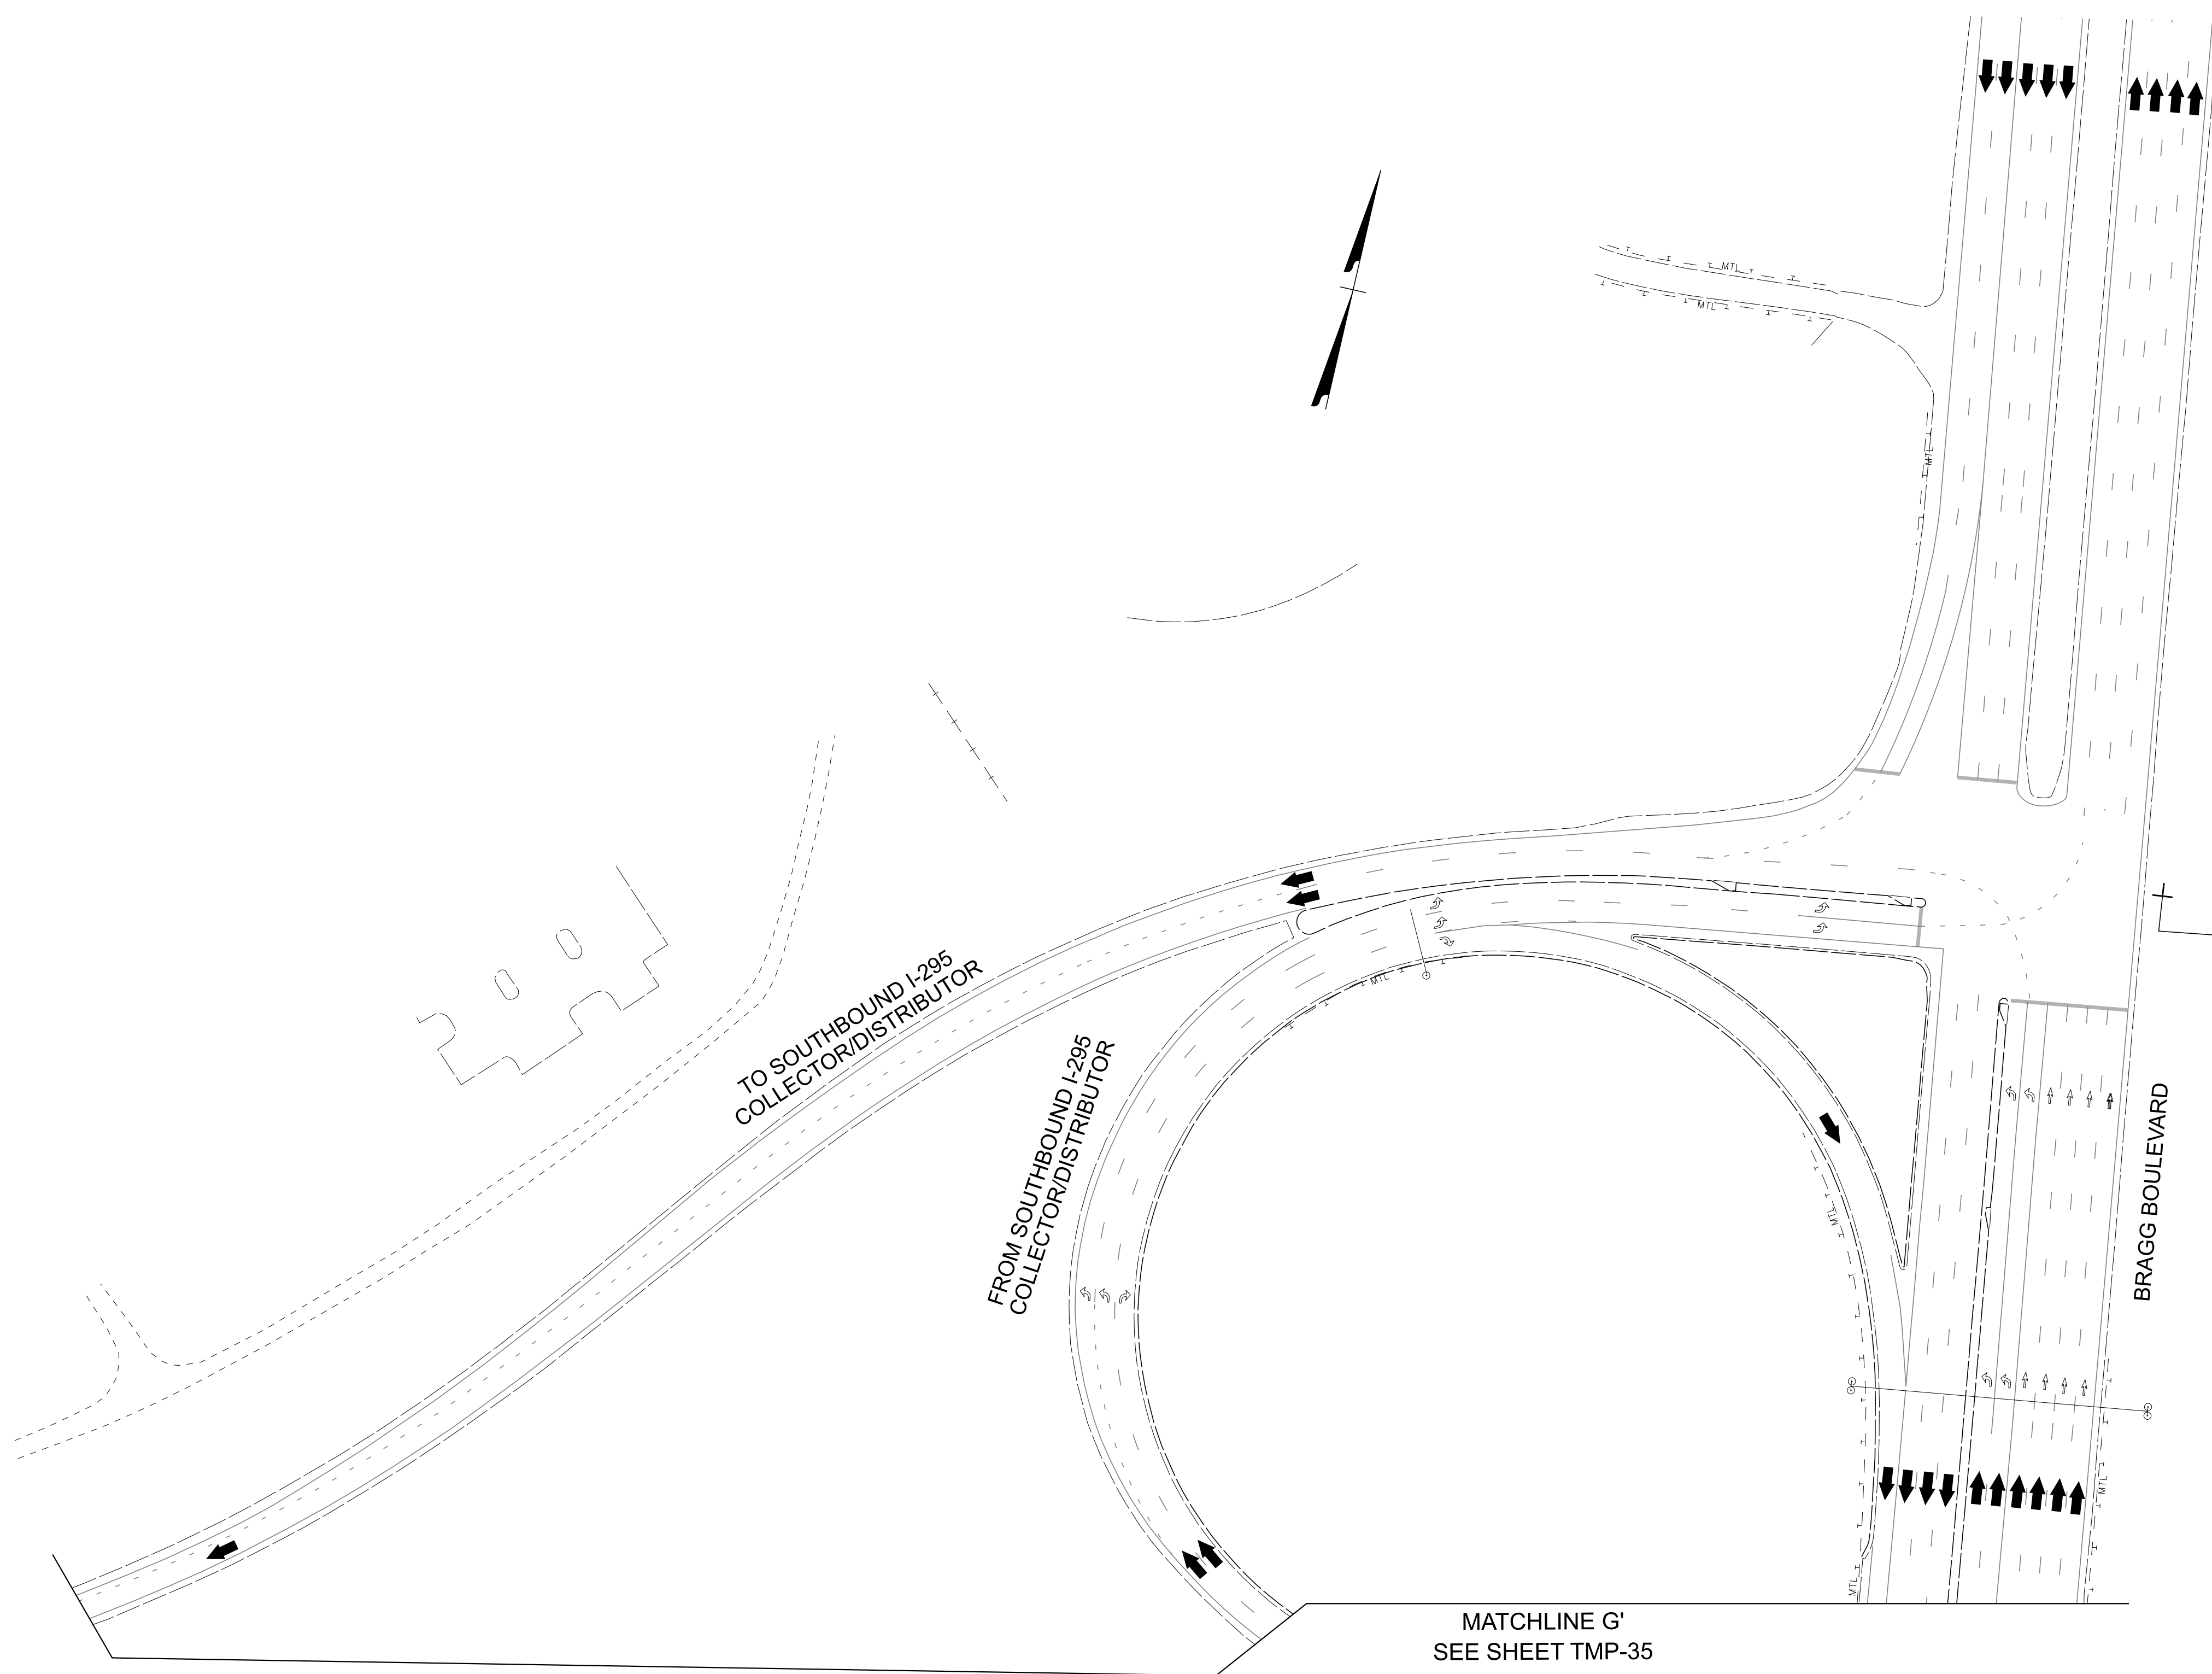 MTL
MTL
MTL
TO SOUTHBOUND I-295
COLLECTOR/DISTRIBUTOR
MTL
FROM SOUTHBOUND I-295
COLLECTOR/DISTRIBUTOR
MTL
BRAGG BOULEVARD
MTL
MTL
MATCHLINE G'
SEE SHEET TMP-35